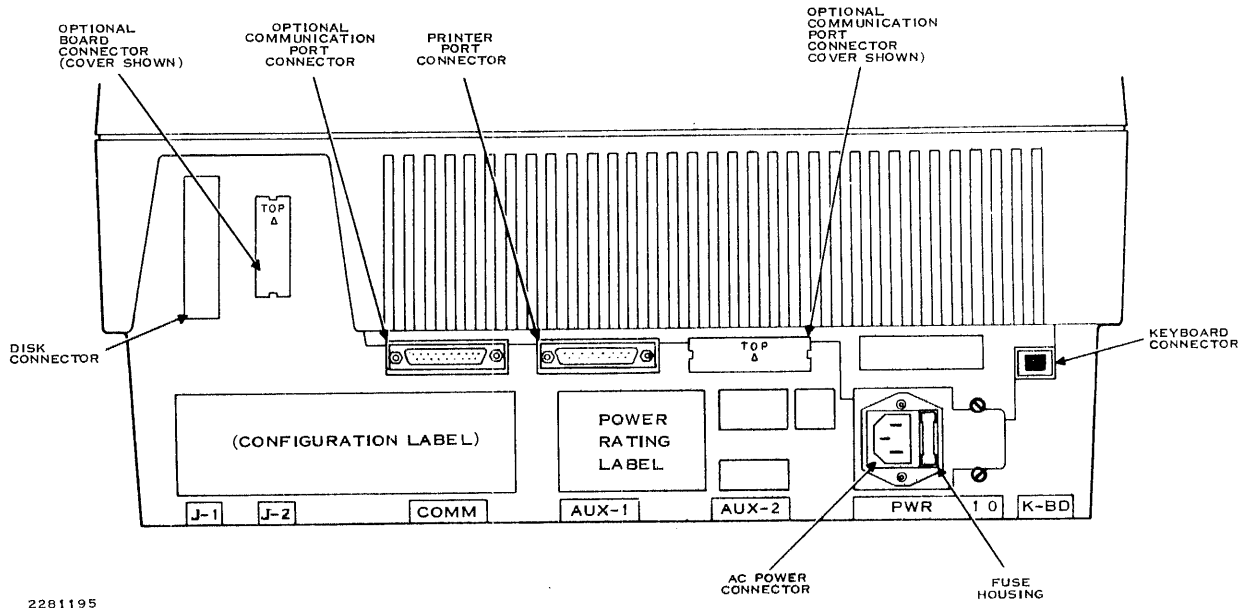 OPTIONAL
BOARD
CONNECTOR
(COVER SHOWN)
OPTIONAL
COMMUNICATION
PORT
CONNECTOR
PRINTER
PORT
CONNECTOR
OPTIONAL
COMMUNICATION
PORT
CONNECTOR
COVER SHOWN)
TOP
DISK
CONNECTOR
TOP
KEYBOARD
CONNECTOR
(CONFIGURATION LABEL)
POWER
RATING
LABEL
J-1
J-2
COMM
AUX-1
AUX-2
PWR
1 0
K-BD
AC POWER
CONNECTOR
FUSE
HOUSING
2281195